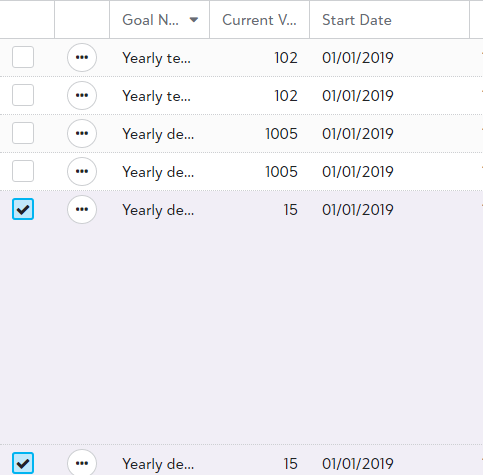 Goal N... Current V... Start Date
Yearly te... 102 01/01/2019
Yearly te... 102 01/01/2019
Yearly de... 1005 01/01/2019
Yearly de... 1005 01/01/2019
Yearly de... 15 01/01/2019
Yearly de... 15 01/01/2019